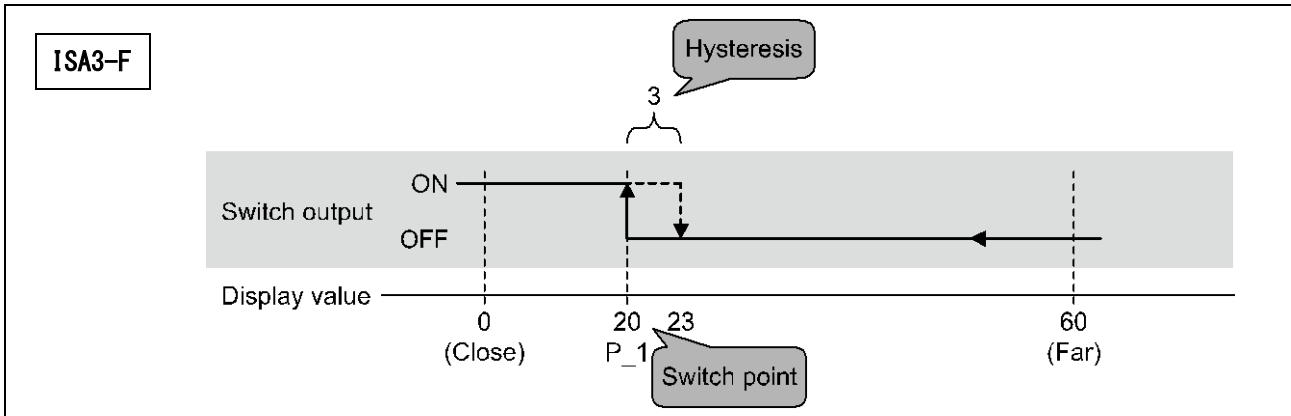 ISA3-F
Hysteresis
3
ON
Switch output
OFF
Display value
0 20 23 60
(Close) P_1 (Far)
Switch point